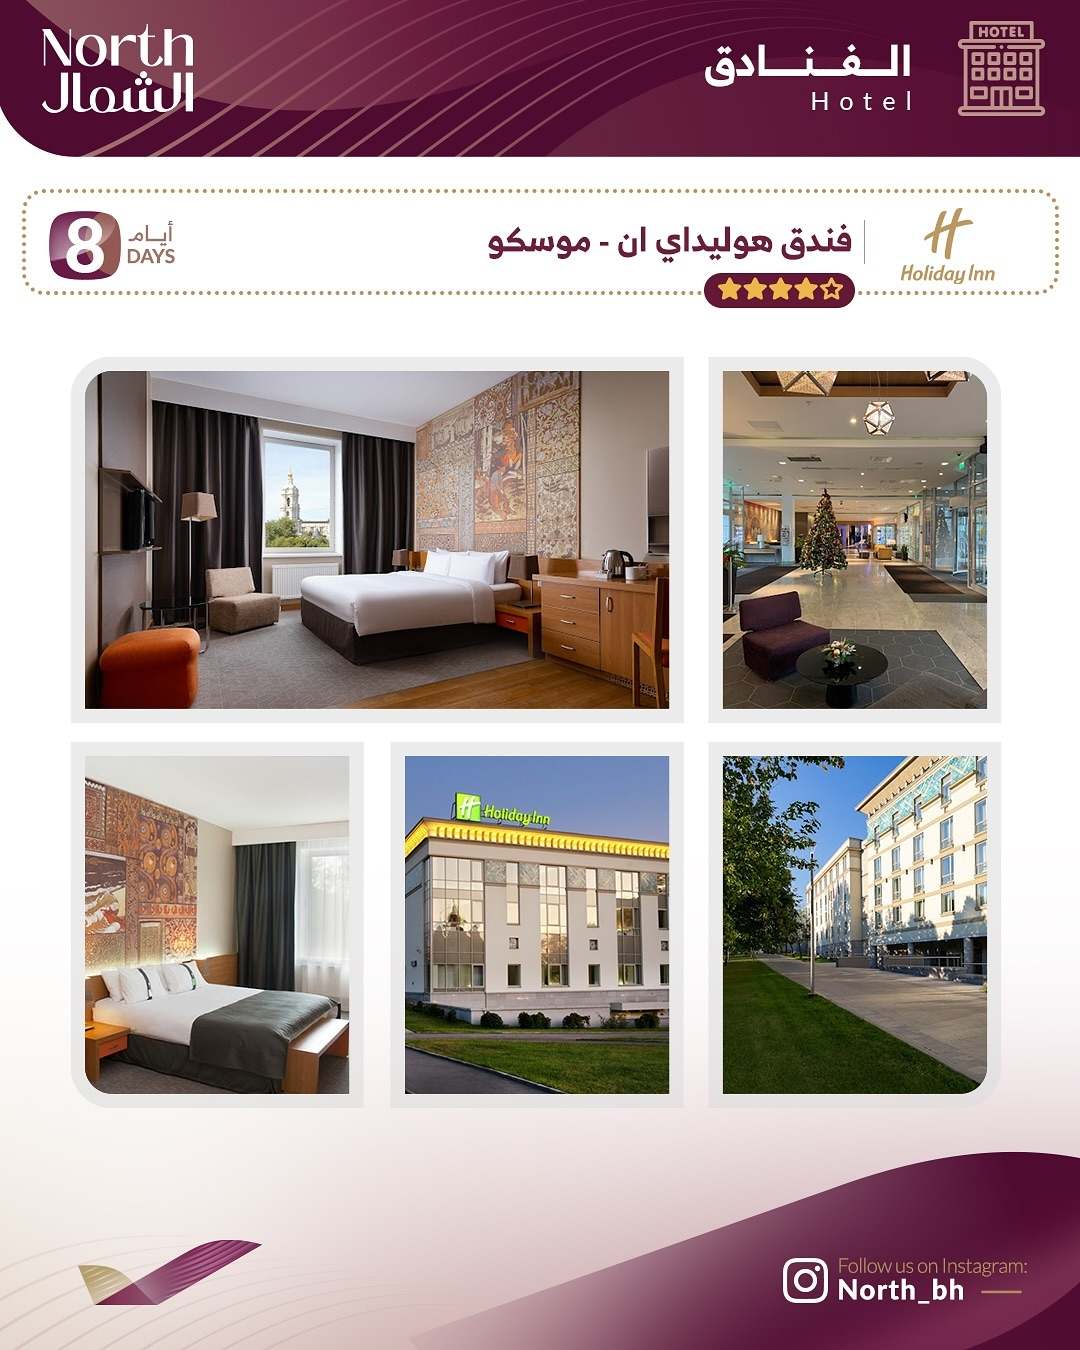 North
الشمال
الفنادق
Hotel
HOTEL
8
أيام
DAYS
فندق هوليداي ان - موسكو
H
Holiday Inn
H Holiday Inn
Follow us on Instagram:
North_bh